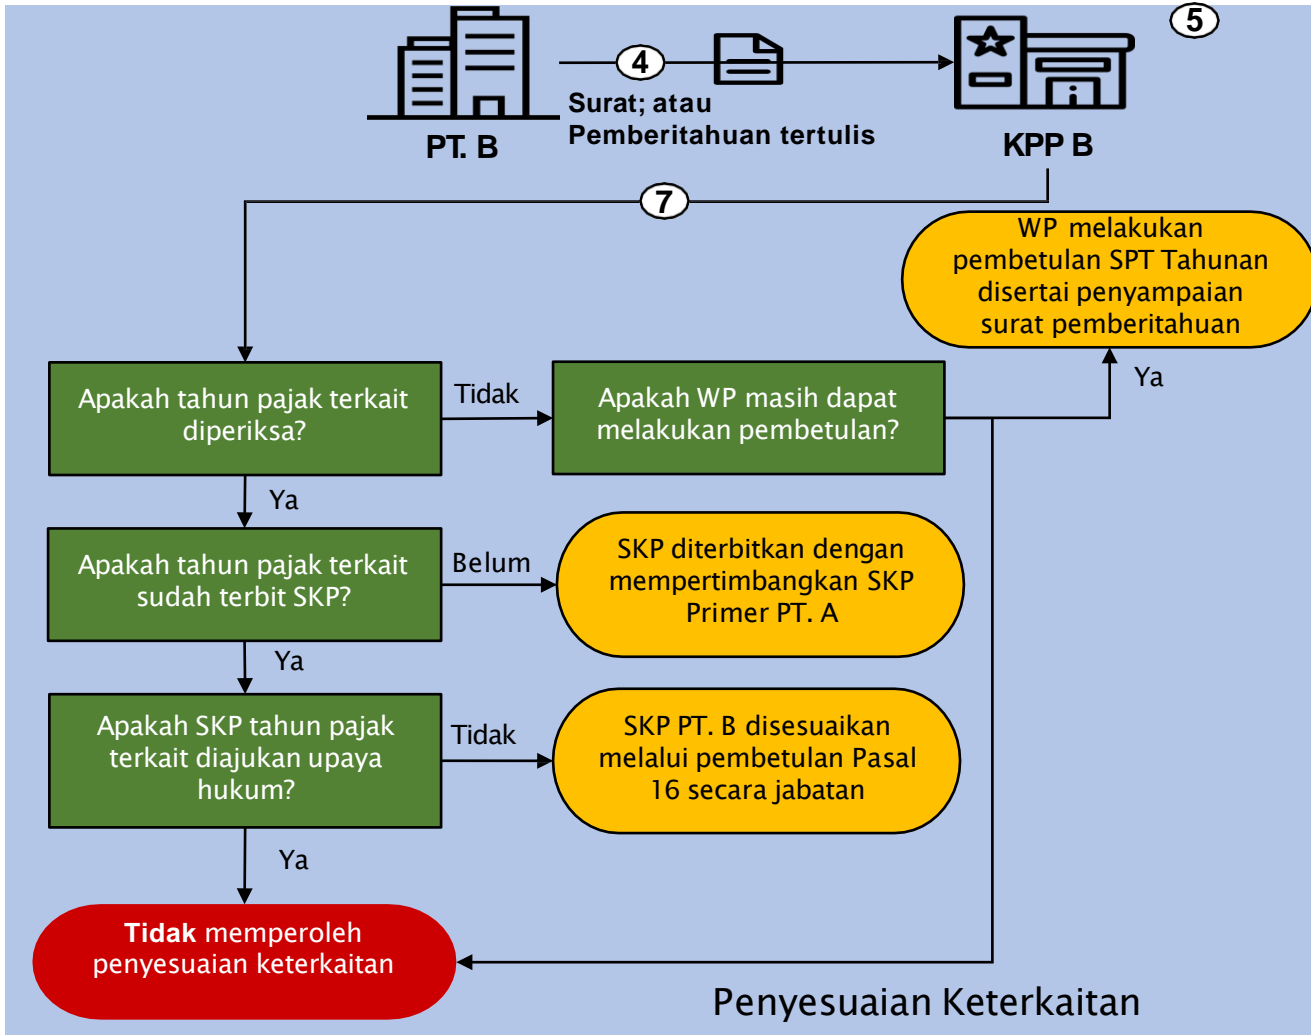 5
4
Surat; atau
Pemberitahuan tertulis
PT. B
KPP B
7
WP melakukan
pembetulan SPT Tahunan
disertai penyampaian
surat pemberitahuan
Ya
Apakah tahun pajak terkait
diperiksa?
Tidak
Apakah WP masih dapat
melakukan pembetulan?
Ya
Apakah tahun pajak terkait
sudah terbit SKP?
Belum
SKP diterbitkan dengan
mempertimbangkan SKP
Primer PT. A
Ya
Apakah SKP tahun pajak
terkait diajukan upaya
hukum?
Tidak
SKP PT. B disesuaikan
melalui pembetulan Pasal
16 secara jabatan
Ya
Tidak memperoleh
penyesuaian keterkaitan
Penyesuaian Keterkaitan